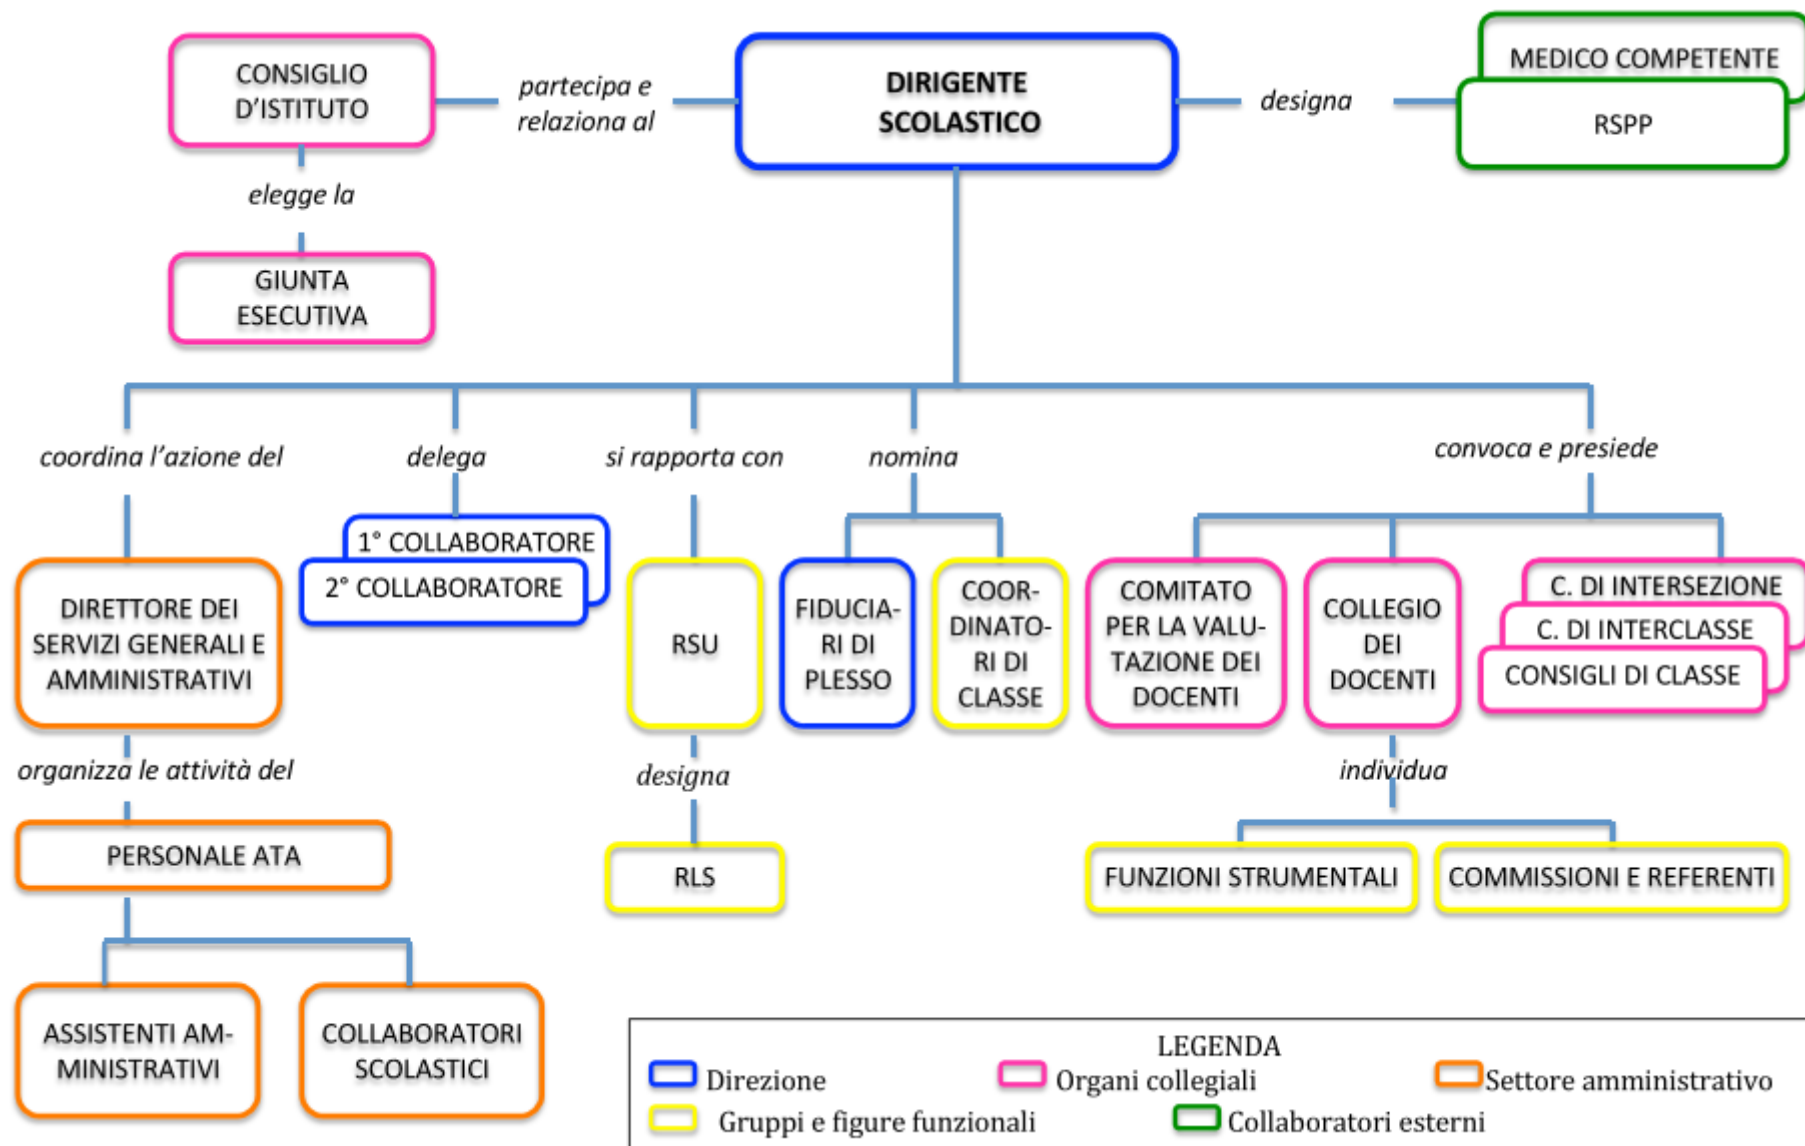 CONSIGLIO
D'ISTITUTO
partecipa e
relaziona al
DIRIGENTE
SCOLASTICO
designa
MEDICO COMPETENTE
RSPP
elegge la
GIUNTA
ESECUTIVA
coordina l'azione del
delega
si rapporta con
nomina
convoca e presiede
DIRETTORE DEI
SERVIZI GENERALI E
AMMINISTRATIVI
1° COLLABORATORE
2° COLLABORATORE
RSU
FIDUCIA-
RI DI
PLESSO
COOR-
DINATO-
RI DI
CLASSE
COMITATO
PER LA VALU-
TAZIONE DEI
DOCENTI
COLLEGIO
DEI
DOCENTI
C. DI INTERSEZIONE
C. DI INTERCLASSE
CONSIGLI DI CLASSE
organizza le attività del
designa
individua
PERSONALE ATA
RLS
FUNZIONI STRUMENTALI
COMMISSIONI E REFERENTI
ASSISTENTI AM-
MINISTRATIVI
COLLABORATORI
SCOLASTICI
LEGENDA
Direzione
Organi collegiali
Settore amministrativo
Gruppi e figure funzionali
Collaboratori esterni